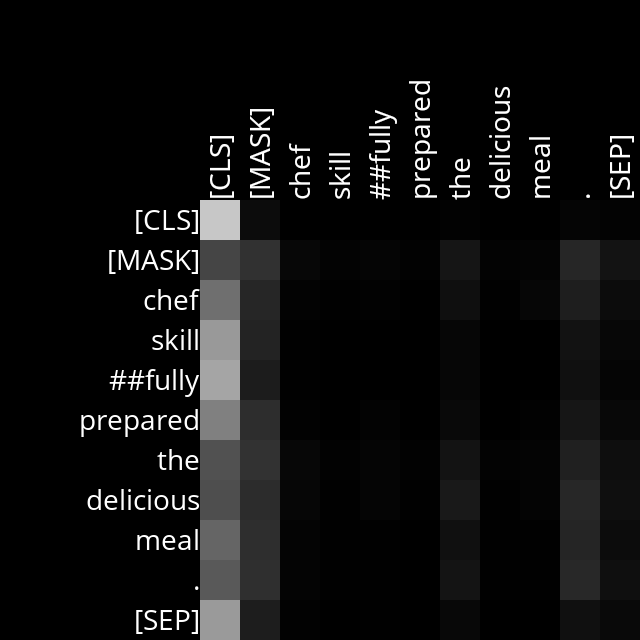 [CLS] [MASK] chef skill ##fully prepared the delicious meal . [SEP]
[CLS]
[MASK]
chef
skill
##fully
prepared
the
delicious
meal
.
[SEP]